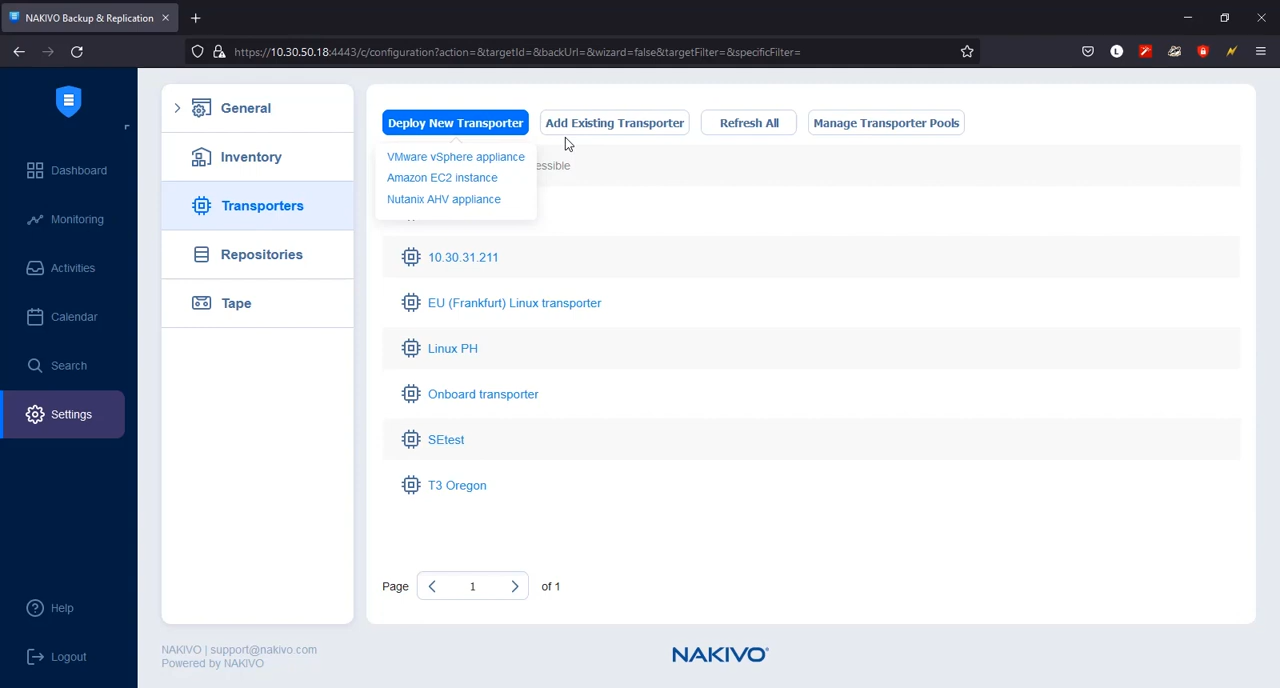 NAKIVO Backup & Replication
https://10.30.50.18:4443/c/configuration?action=&targetId=&backUrl=&wizard=false&targetFilter=&specificFilter=
L
Dashboard
Monitoring
Activities
Calendar
Search
Settings
Help
Logout
General
Inventory
Transporters
Repositories
Tape
Deploy New Transporter
Add Existing Transporter
Refresh All
Manage Transporter Pools
VMware vSphere appliance
Amazon EC2 instance
Nutanix AHV appliance
essible
10.30.31.211
EU (Frankfurt) Linux transporter
Linux PH
Onboard transporter
SEtest
T3 Oregon
Page 1 of 1
NAKIVO | support@nakivo.com
Powered by NAKIVO
NAKIVO®